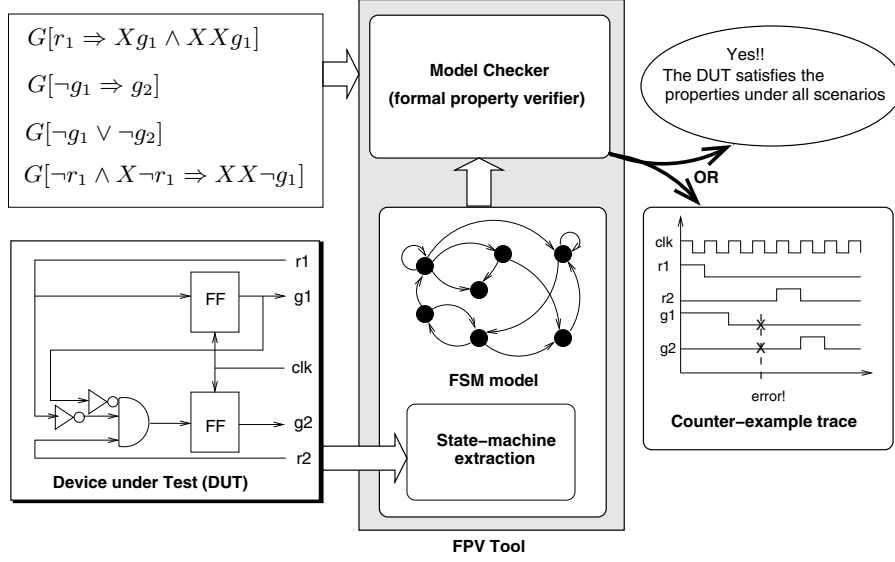 G[r₁ ⇒ Xg₁ ∧ XXg₁]
G[¬g₁ ⇒ g₂]
G[¬g₁ ∨ ¬g₂]
G[¬r₁ ∧ X¬r₁ ⇒ XX¬g₁]
Model Checker
(formal property verifier)
Yes!!
The DUT satisfies the
properties under all scenarios
OR
r1
FF
g1
clk
FF
g2
r2
Device under Test (DUT)
FSM model
State–machine
extraction
FPV Tool
clk
r1
r2
g1
X
g2
X
error!
Counter–example trace